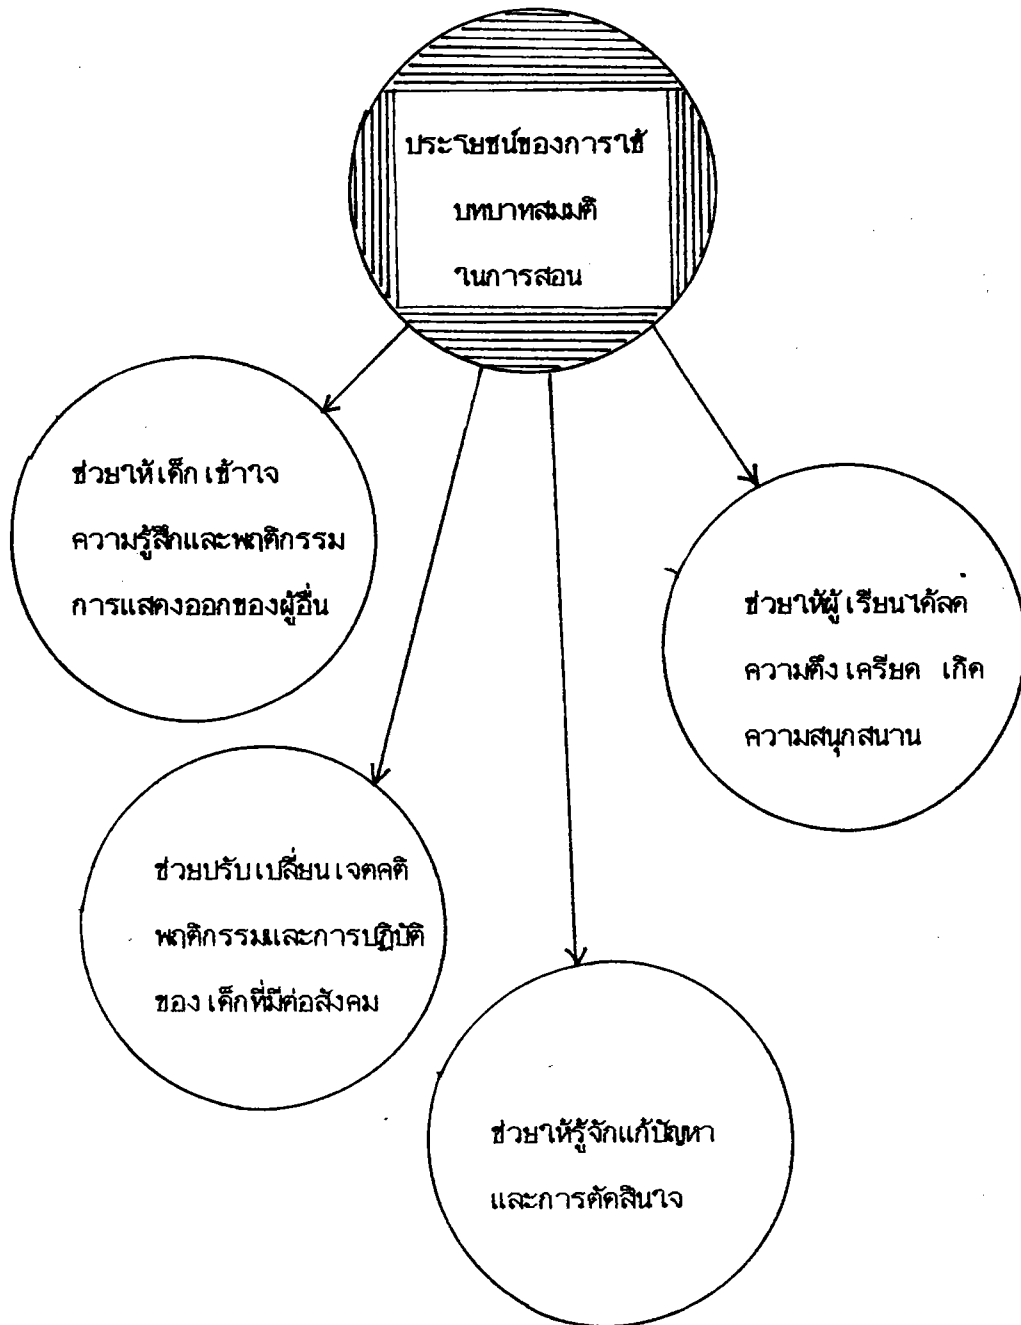 ประโยชน์ของการใช้
บทบาทสมมติ
ในการสอน
ช่วยให้เด็กเข้าใจ
ความรู้สึกและพฤติกรรม
การแสดงออกของผู้อื่น
ช่วยให้ผู้เรียนได้ลด
ความตึงเครียด เกิด
ความสนุกสนาน
ช่วยปรับเปลี่ยนเจตคติ
พฤติกรรมและการปฏิบัติ
ของเด็กที่มีต่อสังคม
ช่วยให้รู้จักแก้ปัญหา
และการตัดสินใจ